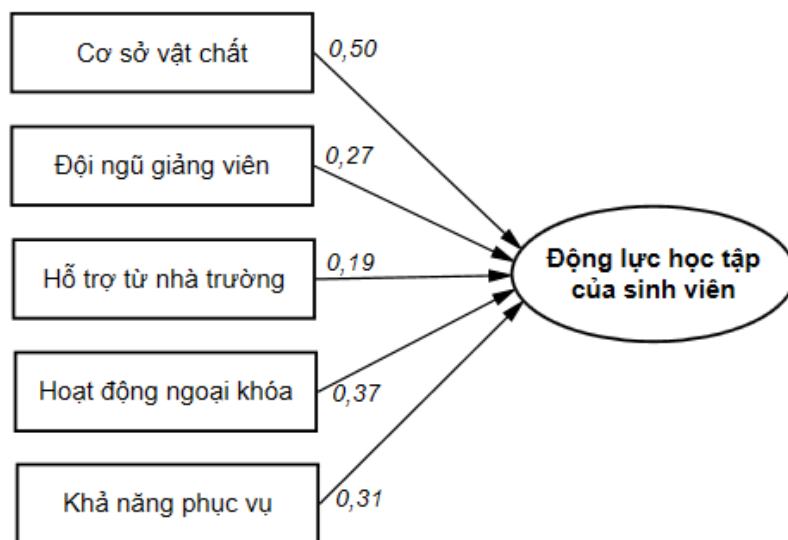 Cơ sở vật chất
0,50
Đội ngũ giảng viên
0,27
Hỗ trợ từ nhà trường
0,19
Hoạt động ngoại khóa
0,37
Khả năng phục vụ
0,31
Động lực học tập
của sinh viên